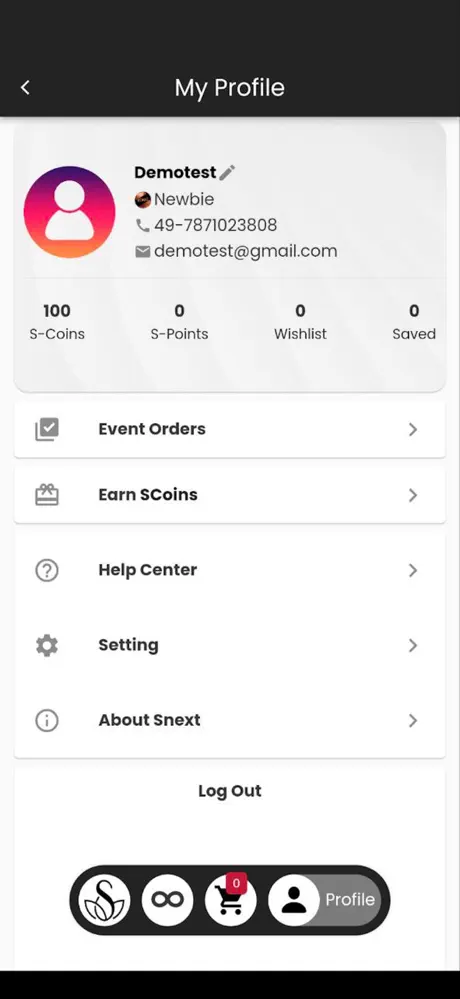 My Profile
Demotest
Newbie
49-7871023808
demotest@gmail.com
100 0 0 0
S-Coins S-Points Wishlist Saved
Event Orders
Earn SCoins
Help Center
Setting
About Snext
Log Out
0
Profile